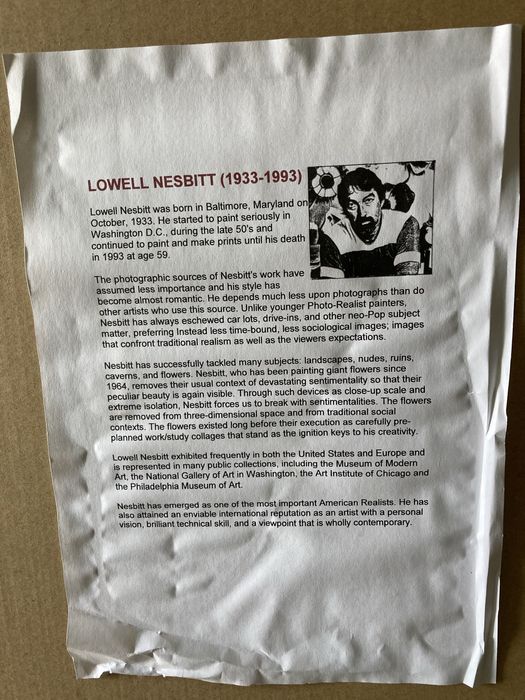 LOWELL NESBITT (1933-1993)
Lowell Nesbitt was born in Baltimore, Maryland on
October, 1933. He started to paint seriously in
Washington D.C., during the late 50's and
continued to paint and make prints until his death
in 1993 at age 59.
The photographic sources of Nesbitt's work have
assumed less importance and his style has
become almost romantic. He depends much less upon photographs than do
other artists who use this source. Unlike younger Photo-Realist painters,
Nesbitt has always eschewed car lots, drive-ins, and other neo-Pop subject
matter, preferring Instead less time-bound, less sociological images; images
that confront traditional realism as well as the viewers expectations.
Nesbitt has successfully tackled many subjects: landscapes, nudes, ruins,
caverns, and flowers. Nesbitt, who has been painting giant flowers since
1964, removes their usual context of devastating sentimentality so that their
peculiar beauty is again visible. Through such devices as close-up scale and
extreme isolation, Nesbitt forces us to break with sentimentalities. The flowers
are removed from three-dimensional space and from traditional social
contexts. The flowers existed long before their execution as carefully pre-
planned work/study collages that stand as the ignition keys to his creativity.
Lowell Nesbitt exhibited frequently in both the United States and Europe and
is represented in many public collections, including the Museum of Modern
Art, the National Gallery of Art in Washington, the Art Institute of Chicago and
the Philadelphia Museum of Art.
Nesbitt has emerged as one of the most important American Realists. He has
also attained an enviable international reputation as an artist with a personal
vision, brilliant technical skill, and a viewpoint that is wholly contemporary.